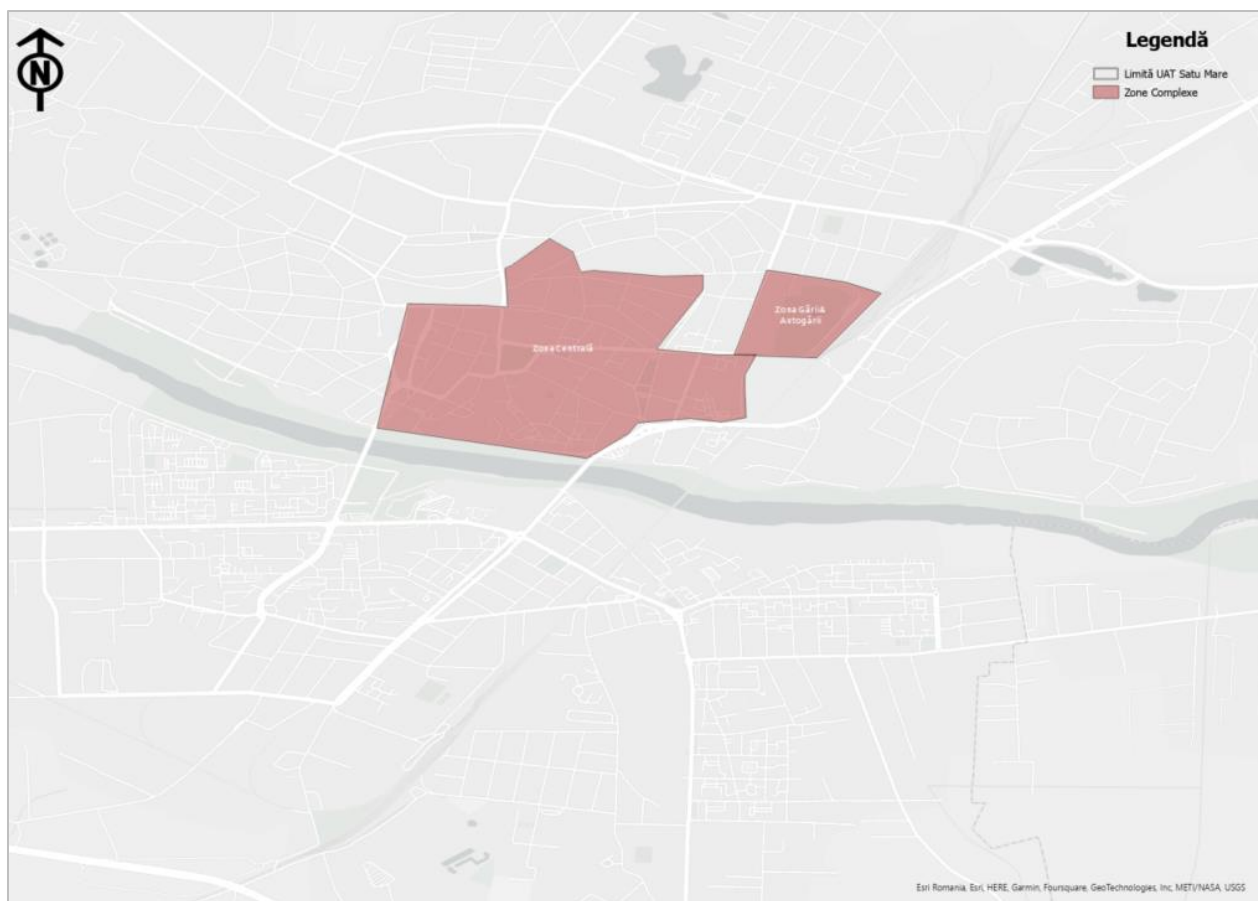 N
Legendă
Limită UAT Satu Mare
Zone Complexe
Zona Gării &
Autogării
Zona Centrală
Esri Romania, Esri, HERE, Garmin, Foursquare, GeoTechnologies, Inc, METI/NASA, USGS